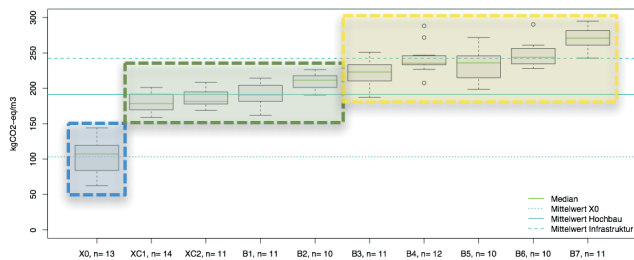 300
250
200
150
100
50
0
kgCO2-eq/m3
Median
Mittelwert X0
Mittelwert Hochbau
Mittelwert Infrastruktur
X0, n= 13 XC1, n= 14 XC2, n= 11 B1, n= 11 B2, n= 10 B3, n= 11 B4, n= 12 B5, n= 10 B6, n= 10 B7, n= 11